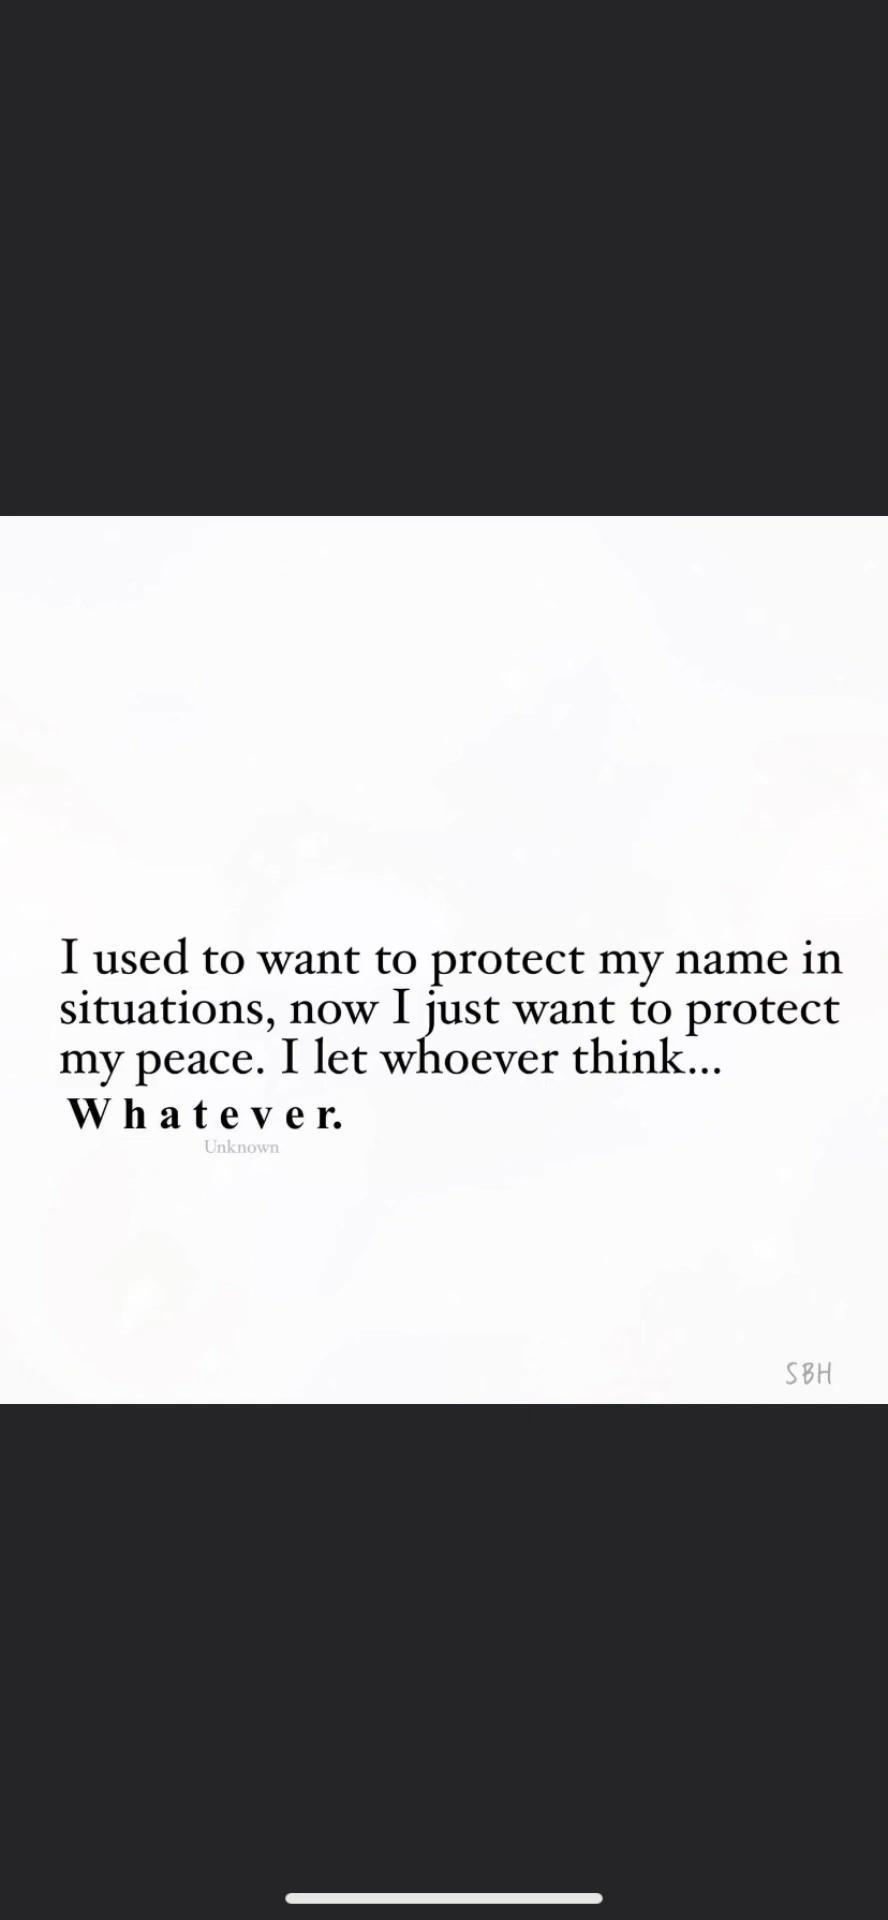 I used to want to protect my name in
situations, now I just want to protect
my peace. I let whoever think...
Whatever.
Unknown
SBH